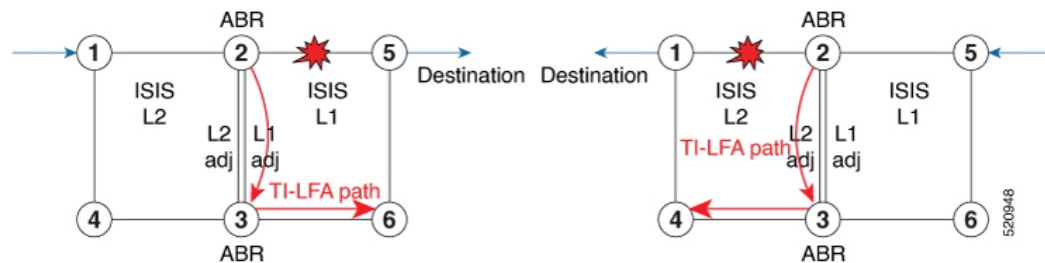 ABR
1
2
5
Destination
ISIS
L2
ISIS
L1
L2
adj
L1
adj
TI-LFA path
4
3
6
ABR
ABR
1
2
5
Destination
ISIS
L2
ISIS
L1
TI-LFA path
L2
adj
L1
adj
4
3
6
ABR
520948